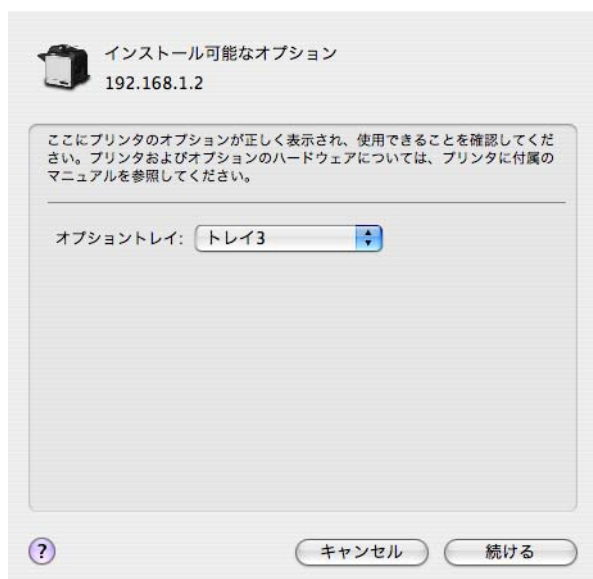 インストール可能なオプション
192.168.1.2
ここにプリンタのオプションが正しく表示され、使用できることを確認してくだ
さい。プリンタおよびオプションのハードウェアについては、プリンタに付属の
マニュアルを参照してください。
オプショントレイ: トレイ3
? キャンセル 続ける